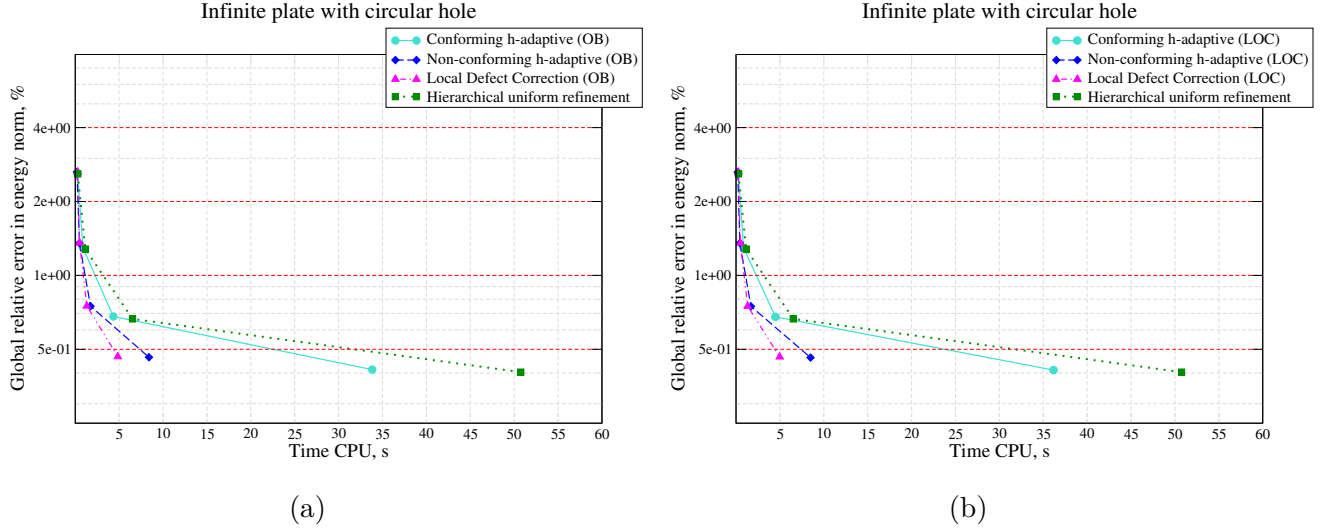 Infinite plate with circular hole
Conforming h-adaptive (OB)
Non-conforming h-adaptive (OB)
Local Defect Correction (OB)
Hierarchical uniform refinement
Global relative error in energy norm, %
4e+00
2e+00
1e+00
5e-01
5 10 15 20 25 30 35 40 45 50 55 60
Time CPU, s
(a)
Infinite plate with circular hole
Conforming h-adaptive (LOC)
Non-conforming h-adaptive (LOC)
Local Defect Correction (LOC)
Hierarchical uniform refinement
Global relative error in energy norm, %
4e+00
2e+00
1e+00
5e-01
5 10 15 20 25 30 35 40 45 50 55 60
Time CPU, s
(b)